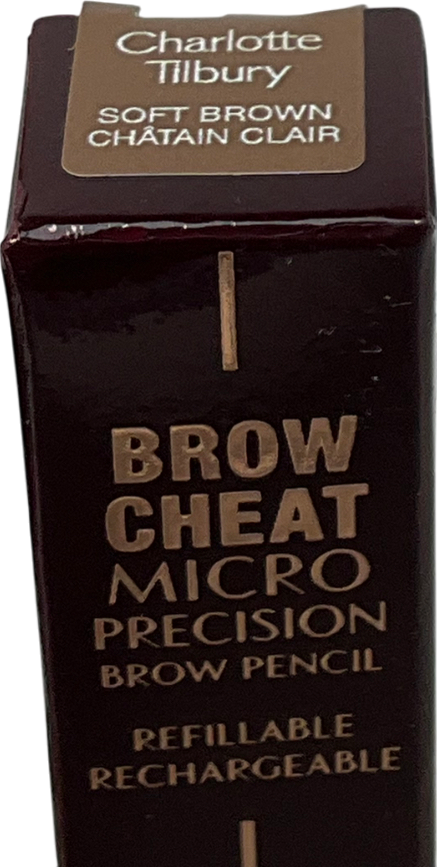 Charlotte
Tilbury
SOFT BROWN
CHÂTAIN CLAIR
BROW
CHEAT
MICRO
PRECISION
BROW PENCIL
REFILLABLE
RECHARGEABLE